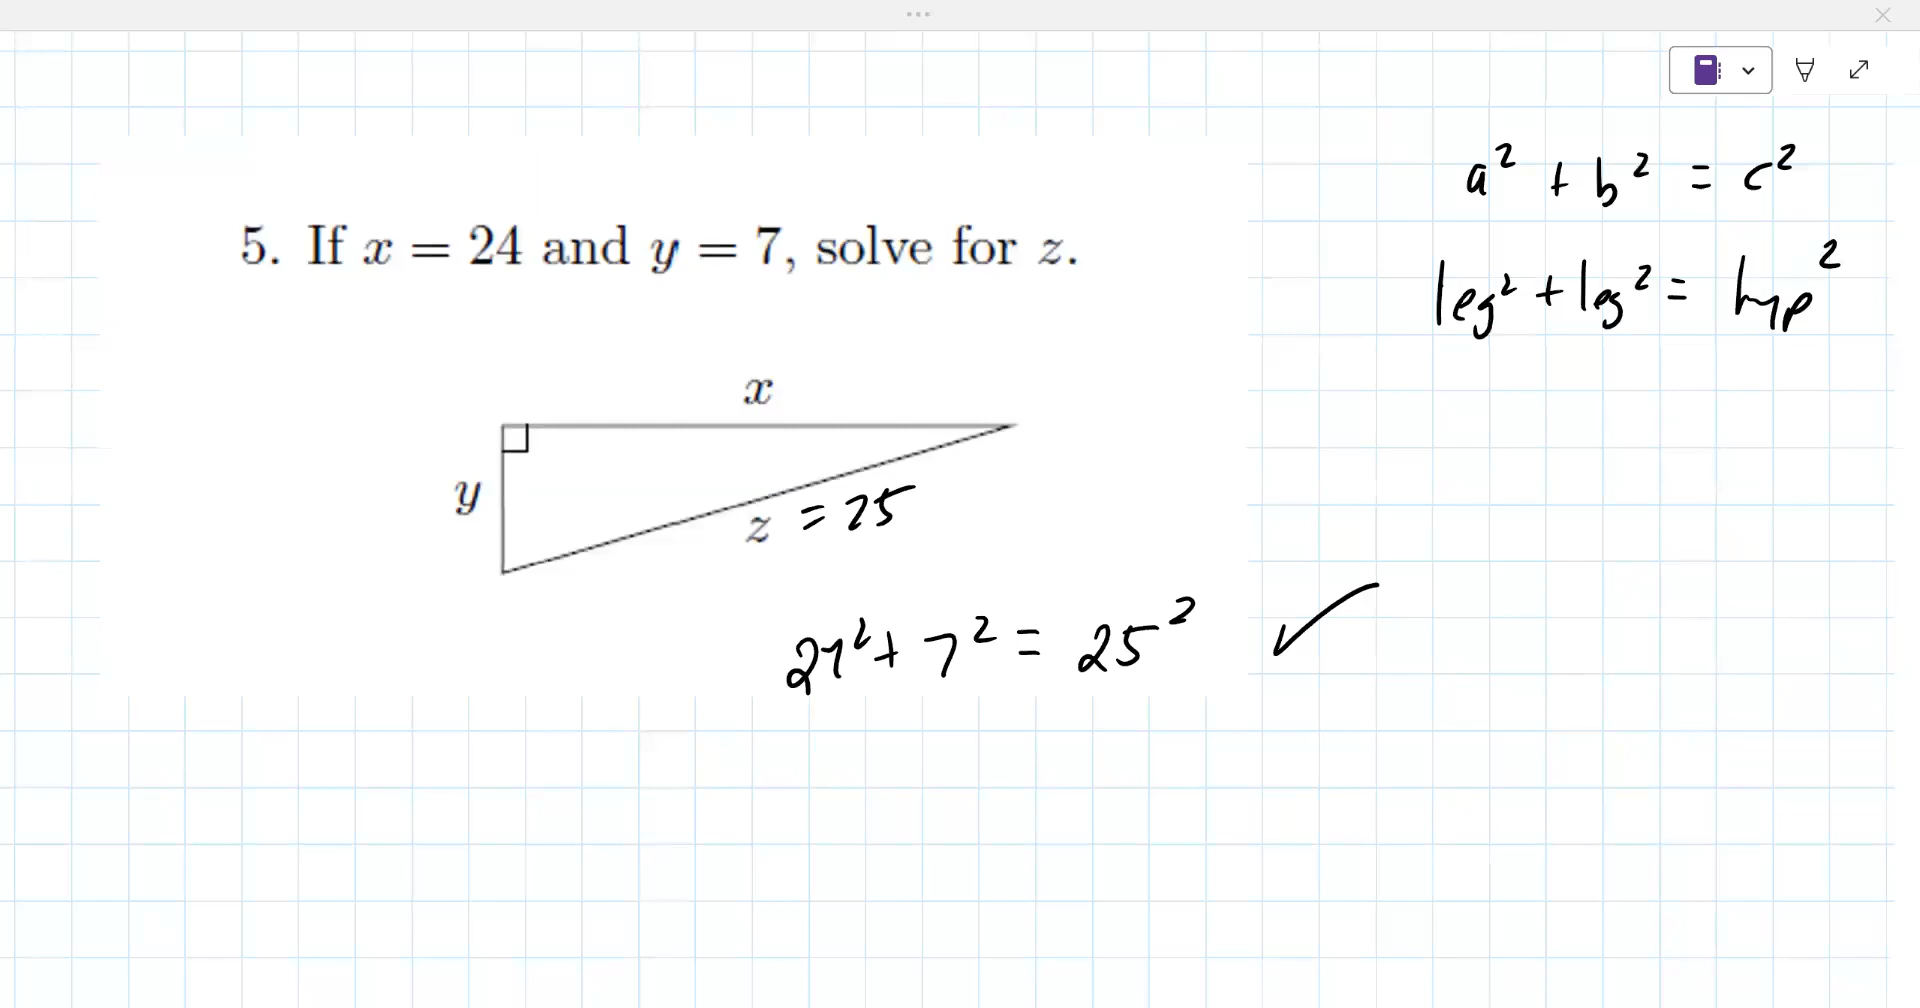 a² + b² = c²
5. If x = 24 and y = 7, solve for z.
leg² + leg² = hyp²
x
y
z = 25
24² + 7² = 25² ✓